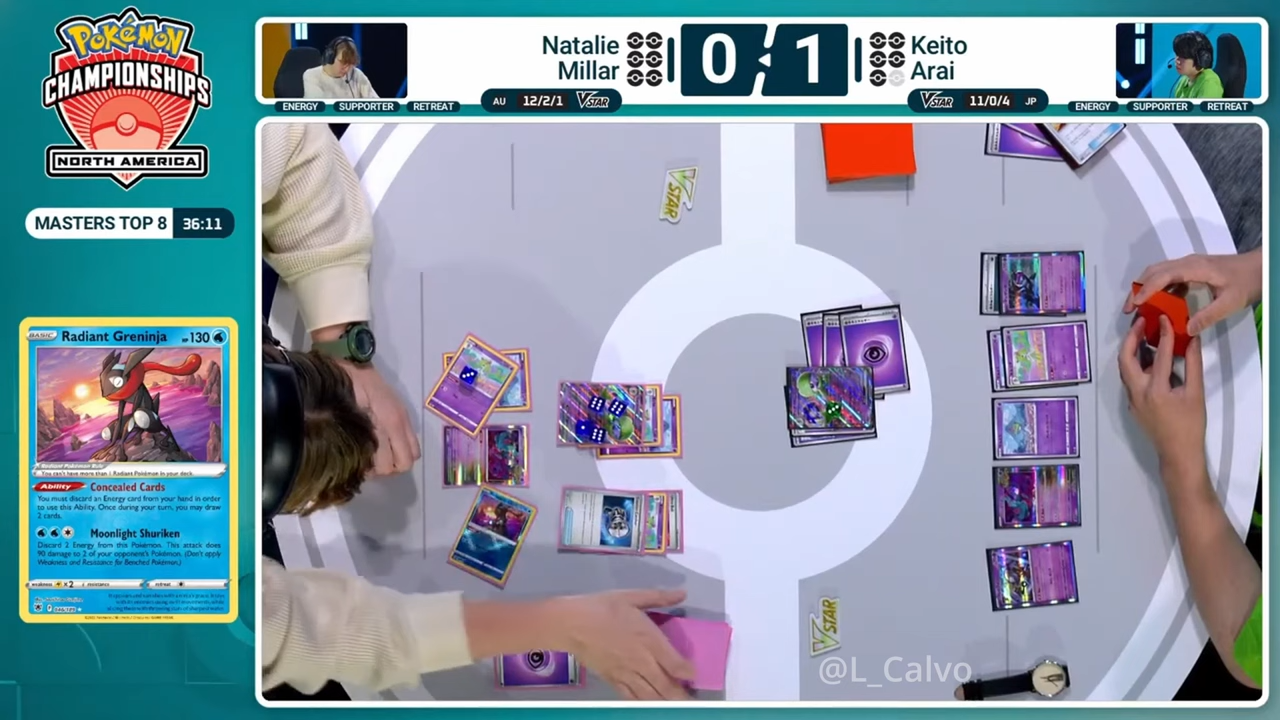 Pokémon
CHAMPIONSHIPS
NORTH AMERICA
MASTERS TOP 8 36:11
Natalie
Millar
0 1
Keito
Arai
AU 12/2/1 VSTAR
VSTAR 11/0/4 JP
ENERGY SUPPORTER RETREAT
ENERGY SUPPORTER RETREAT
BASIC Radiant Greninja HP 130
Radiant Pokémon Rule
You can't have more than 1 Radiant Pokémon in your deck.
Ability Concealed Cards
You must discard an Energy card from your hand in order
to use this Ability. Once during your turn, you may draw
2 cards.
Moonlight Shuriken
Discard 2 Energy from this Pokémon. This attack does
90 damage to 2 of your opponent's Pokémon. (Don't apply
Weakness and Resistance for Benched Pokémon.)
weakness x2 resistance retreat
VSTAR
VSTAR
@L_Calvo